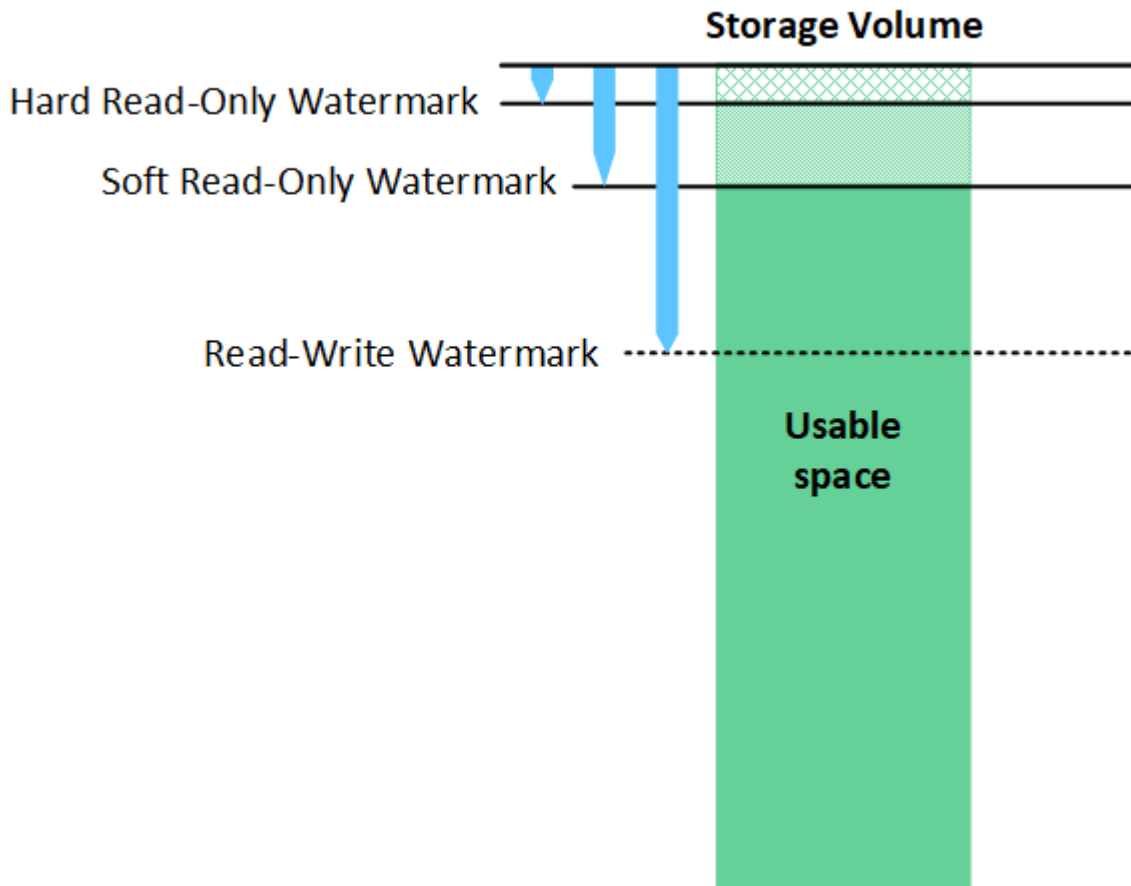 Storage Volume
Hard Read-Only Watermark
Soft Read-Only Watermark
Read-Write Watermark
Usable
space